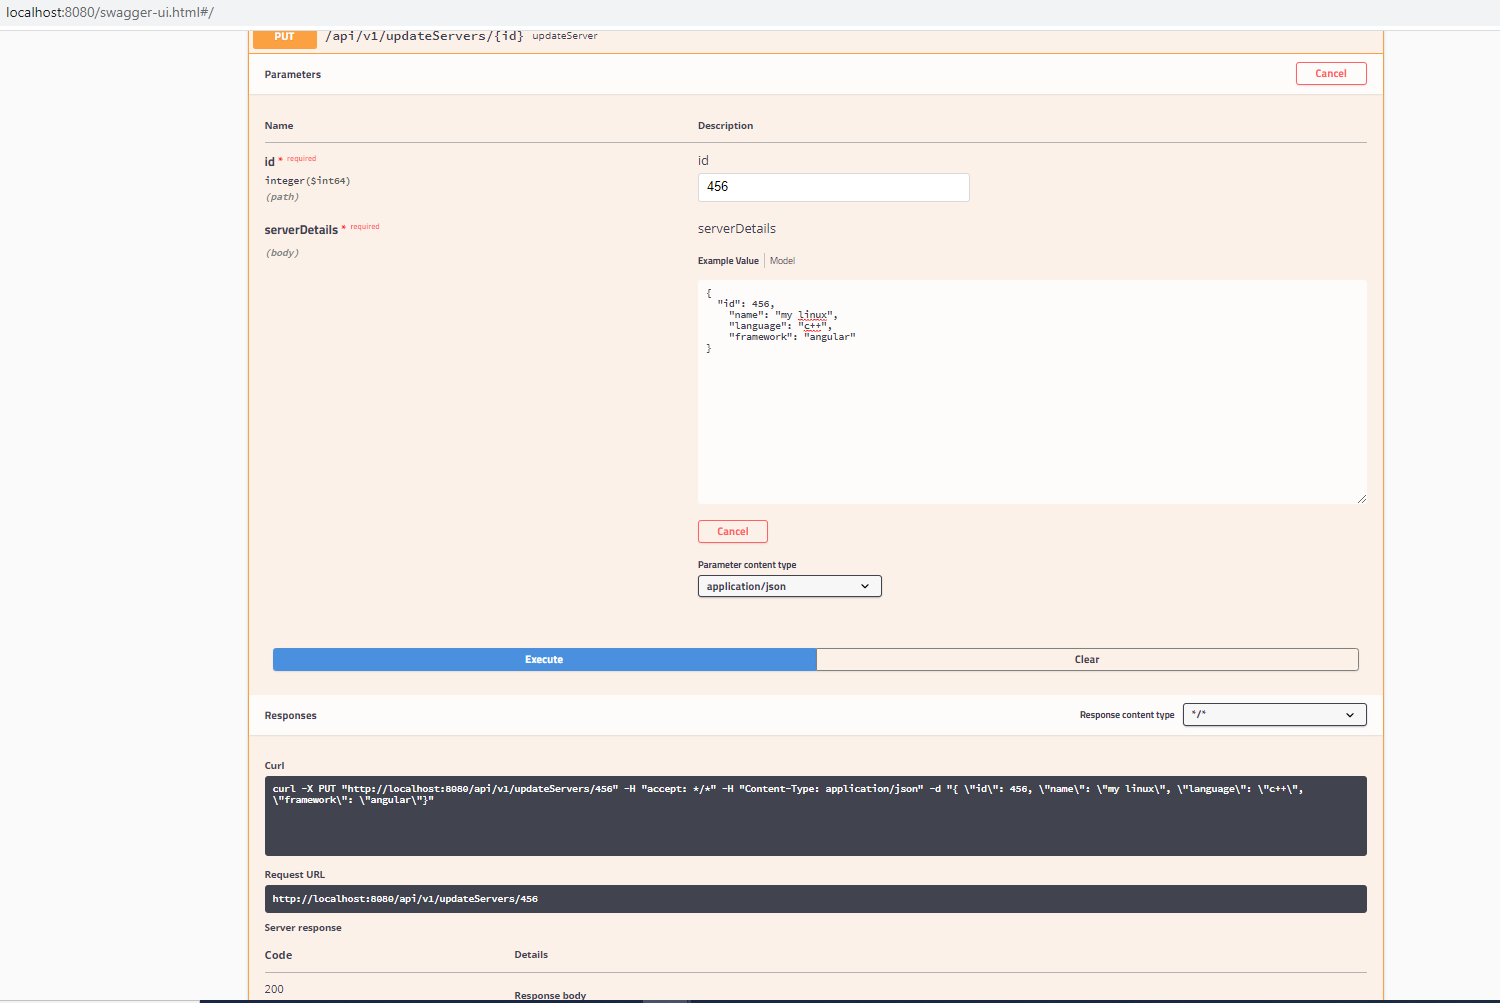 localhost:8080/swagger-ui.html#/
PUT /api/v1/updateServers/{id} updateServer
Parameters
Cancel
Name
Description
id * required
integer($int64)
(path)
id
456
serverDetails * required
(body)
serverDetails
Example Value Model
{
"id": 456,
"name": "my linux",
"language": "c++",
"framework": "angular"
}
Cancel
Parameter content type
application/json
Execute
Clear
Responses
Response content type
*/*
Curl
curl -X PUT "http://localhost:8080/api/v1/updateServers/456" -H "accept: */*" -H "Content-Type: application/json" -d "{ \"id\": 456, \"name\": \"my linux\", \"language\": \"c++\",
\"framework\": \"angular\"}"
Request URL
http://localhost:8080/api/v1/updateServers/456
Server response
Code
Details
200
Response body